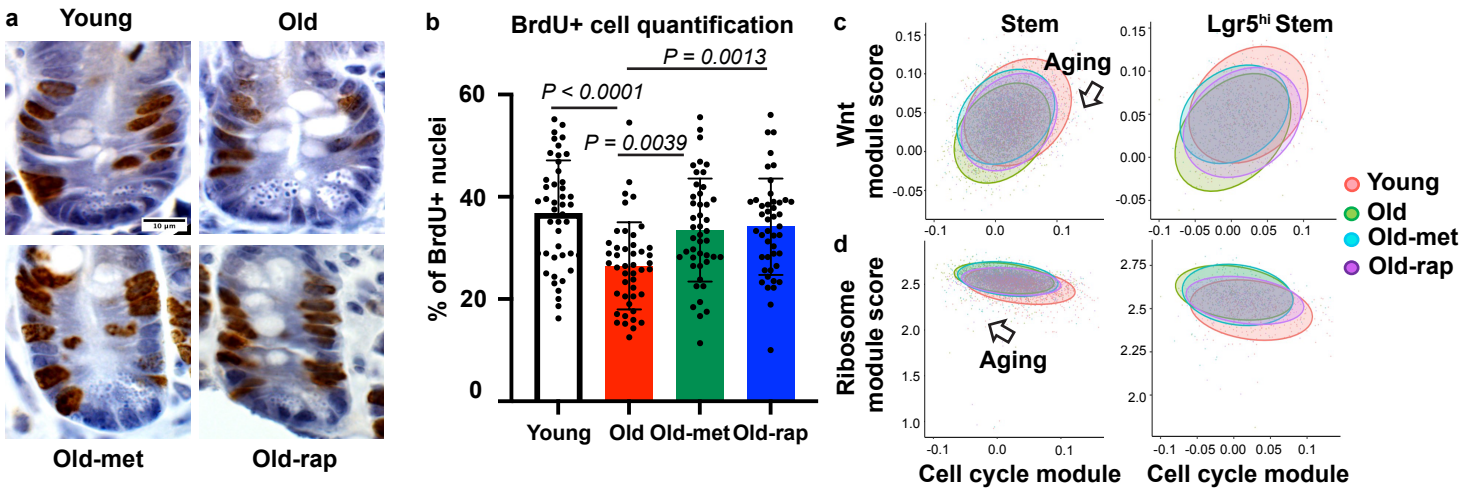 a
Young
Old
10 µm
Old-met
Old-rap
b
BrdU+ cell quantification
P = 0.0013
P < 0.0001
P = 0.0039
% of BrdU+ nuclei
60
40
20
0
Young Old Old-met Old-rap
c
Stem
Lgr5hi Stem
Aging
Wnt
module score
0.15
0.10
0.05
0.00
-0.05
-0.1 0.0 0.1
0.15
0.10
0.05
0.00
-0.05
-0.10 -0.05 0.00 0.05 0.10
Young
Old
Old-met
Old-rap
d
Aging
Ribosome
module score
2.5
2.0
1.5
1.0
-0.1 0.0 0.1
Cell cycle module
2.75
2.5
2.25
2.0
-0.1 0.0 0.1
Cell cycle module